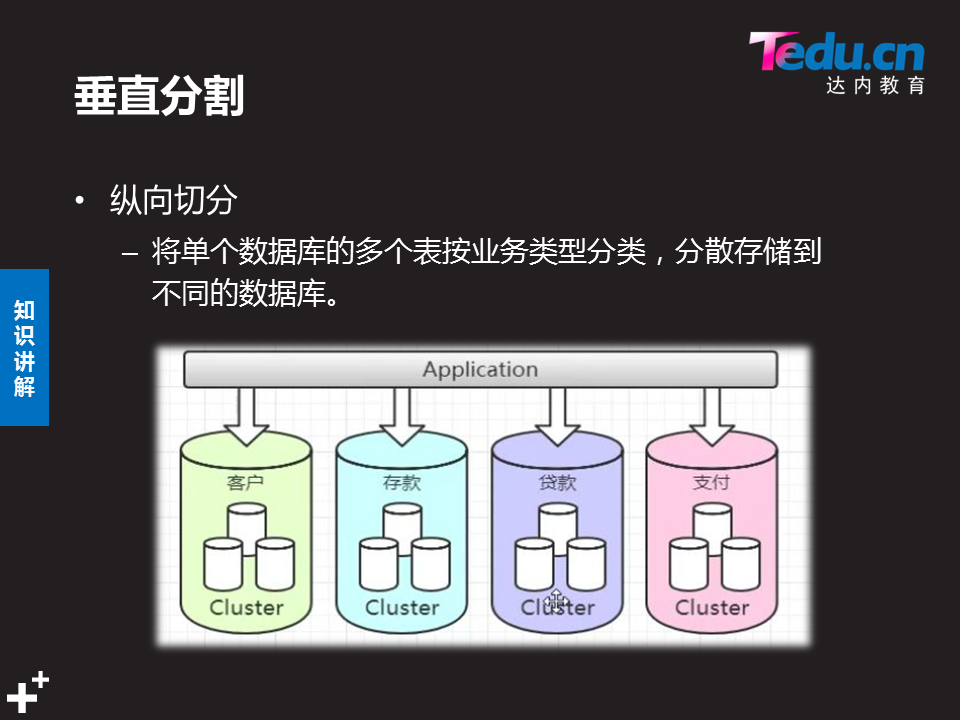 Tedu.cn
达内教育
垂直分割
• 纵向切分
– 将单个数据库的多个表按业务类型分类，分散存储到
不同的数据库。
知
识
讲
解
Application
客户
存款
贷款
支付
Cluster
Cluster
Cluster
Cluster